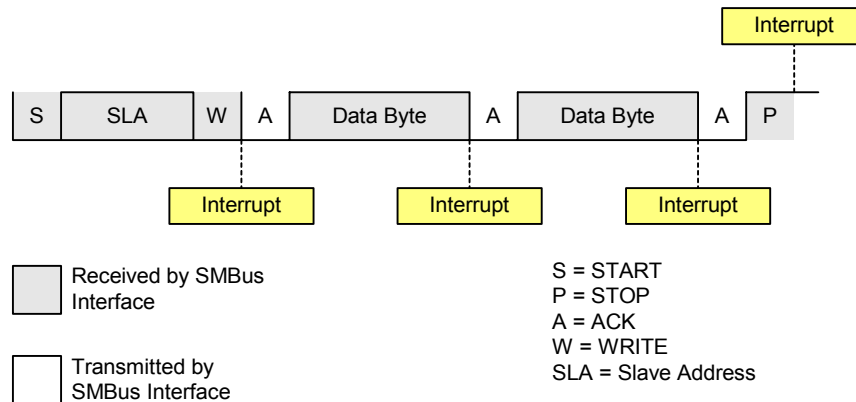 Interrupt
S SLA W A Data Byte A Data Byte A P
Interrupt Interrupt Interrupt
Received by SMBus
Interface
Transmitted by
SMBus Interface
S = START
P = STOP
A = ACK
W = WRITE
SLA = Slave Address